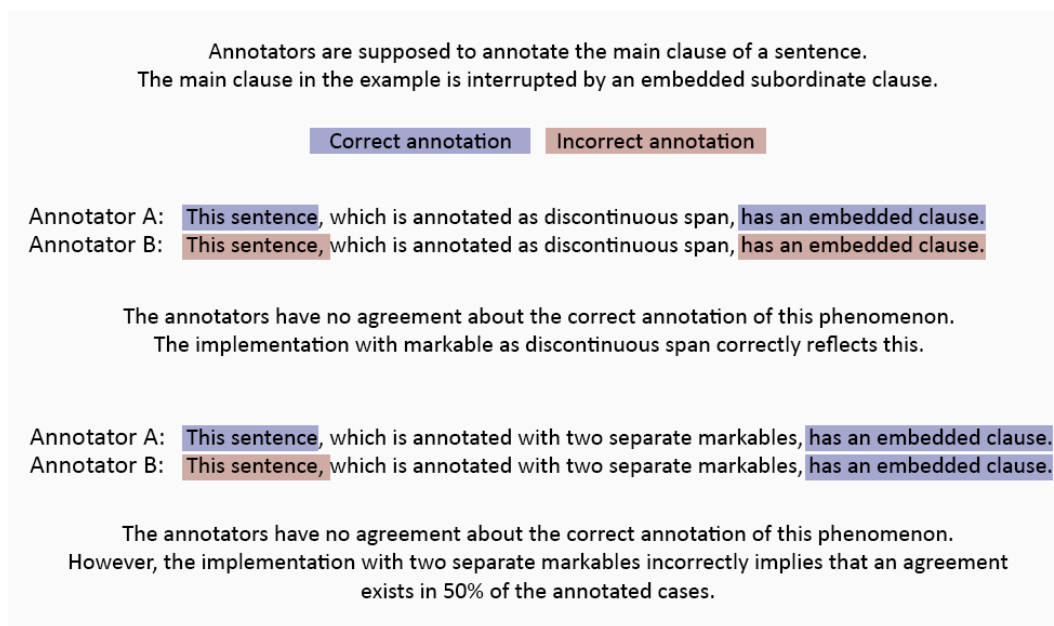 Annotators are supposed to annotate the main clause of a sentence.
The main clause in the example is interrupted by an embedded subordinate clause.
Correct annotation Incorrect annotation
Annotator A: This sentence, which is annotated as discontinuous span, has an embedded clause.
Annotator B: This sentence, which is annotated as discontinuous span, has an embedded clause.
The annotators have no agreement about the correct annotation of this phenomenon.
The implementation with markable as discontinuous span correctly reflects this.
Annotator A: This sentence, which is annotated with two separate markables, has an embedded clause.
Annotator B: This sentence, which is annotated with two separate markables, has an embedded clause.
The annotators have no agreement about the correct annotation of this phenomenon.
However, the implementation with two separate markables incorrectly implies that an agreement
exists in 50% of the annotated cases.